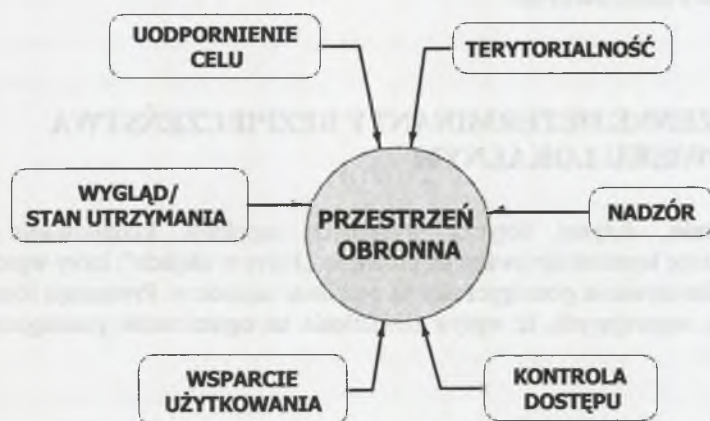 UODPORNIENIE
CELU
TERYTORIALNOŚĆ
WYGLĄD/
STAN UTRZYMANIA
PRZESTRZEŃ
OBRONNA
NADZÓR
WSPARCIE
UŻYTKOWANIA
KONTROLA
DOSTĘPU